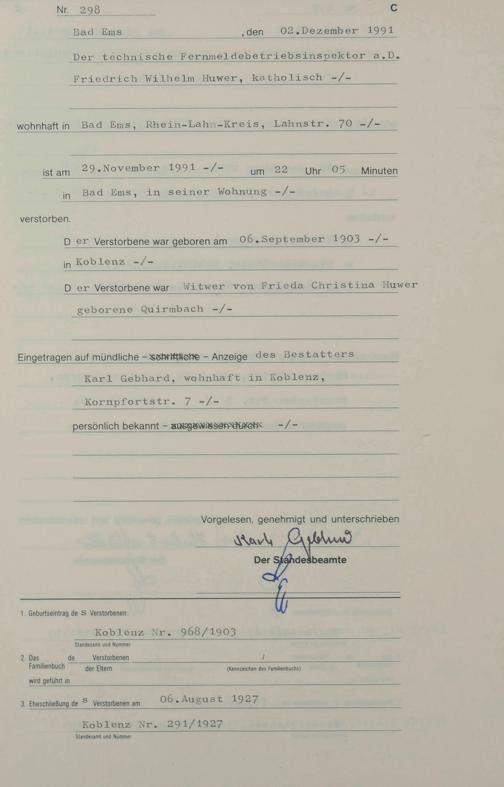 Nr. 298 C
Bad Ems ,den 02.Dezember 1991
Der technische Fernmeldebetriebsinspektor a.D.
Friedrich Wilhelm Huwer, katholisch -/-
wohnhaft in Bad Ems, Rhein-Lahn-Kreis, Lahnstr. 70 -/-
ist am 29.November 1991 -/- um 22 Uhr 05 Minuten
in Bad Ems, in seiner Wohnung -/-
verstorben.
D er Verstorbene war geboren am 06.September 1903 -/-
in Koblenz -/-
D er Verstorbene war Witwer von Frieda Christina Huwer
geborene Quirmbach -/-
Eingetragen auf mündliche – schriftliche – Anzeige des Bestatters
Karl Gebhard, wohnhaft in Koblenz,
Kornpfortstr. 7 -/-
persönlich bekannt – ausgewiesen durch -/-
Vorgelesen, genehmigt und unterschrieben
Karl Gebhard
Der Standesbeamte
1. Geburtseintrag de s Verstorbenen:
Koblenz Nr. 968/1903
Standesamt und Nummer
2. Das de Verstorbenen /
Familienbuch der Eltern (Kennzeichen des Familienbuchs)
wird geführt in
3. Eheschließung de s Verstorbenen am 06.August 1927
Koblenz Nr. 291/1927
Standesamt und Nummer